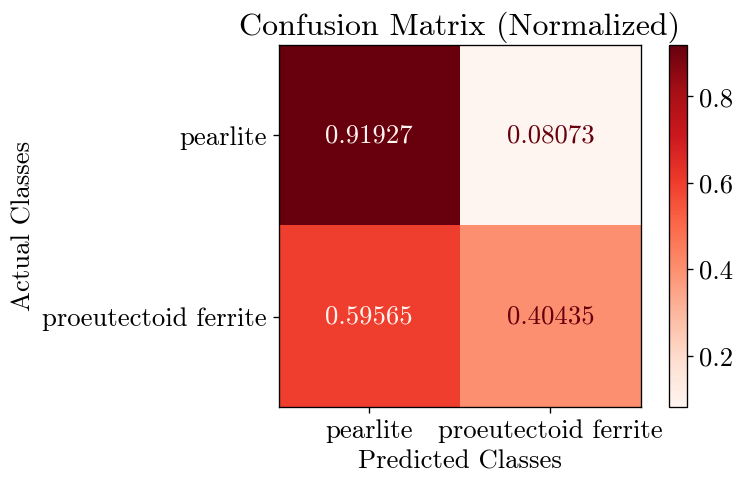 Confusion Matrix (Normalized)
Actual Classes
pearlite
0.91927 0.08073
proeutectoid ferrite
0.59565 0.40435
pearlite proeutectoid ferrite
Predicted Classes
0.8
0.6
0.4
0.2